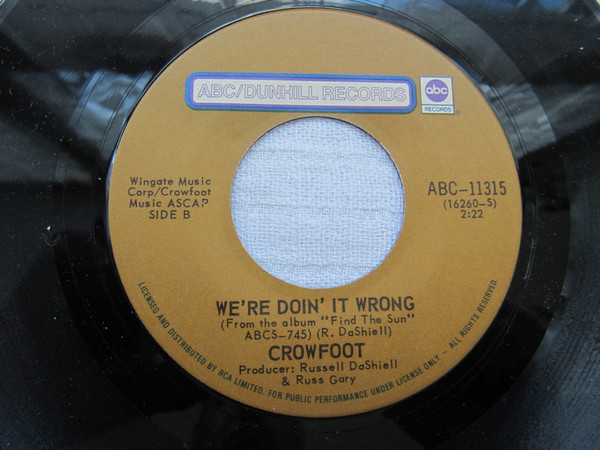 ABC/DUNHILL RECORDS
abc
RECORDS
Wingate Music
Corp/Crowfoot
Music ASCAP
SIDE B
ABC-11315
(16260-S)
2:22
WE'RE DOIN' IT WRONG
(From the album "Find The Sun"
ABCS-745) (R. DaShiell)
CROWFOOT
Producer: Russell DaShiell
& Russ Gary
LICENSED AND DISTRIBUTED BY RCA LIMITED. FOR PUBLIC PERFORMANCE UNDER LICENSE ONLY - ALL RIGHTS RESERVED.